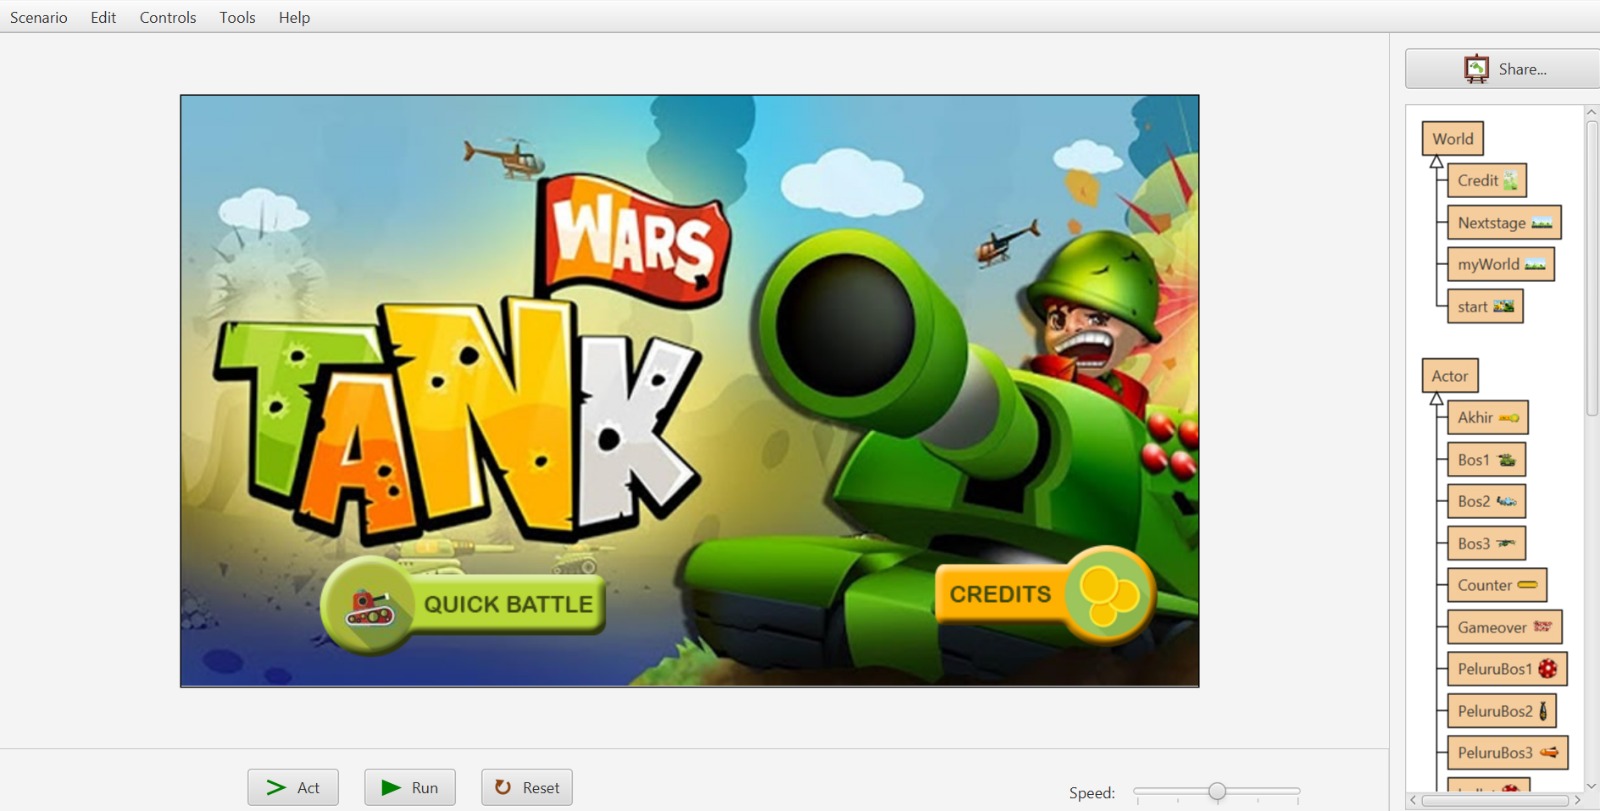 Scenario Edit Controls Tools Help
Share...
World
Credit
Nextstage
myWorld
start
Actor
Akhir
Bos1
Bos2
Bos3
Counter
Gameover
PeluruBos1
PeluruBos2
PeluruBos3
WARS
TANK
QUICK BATTLE
CREDITS
Act
Run
Reset
Speed: